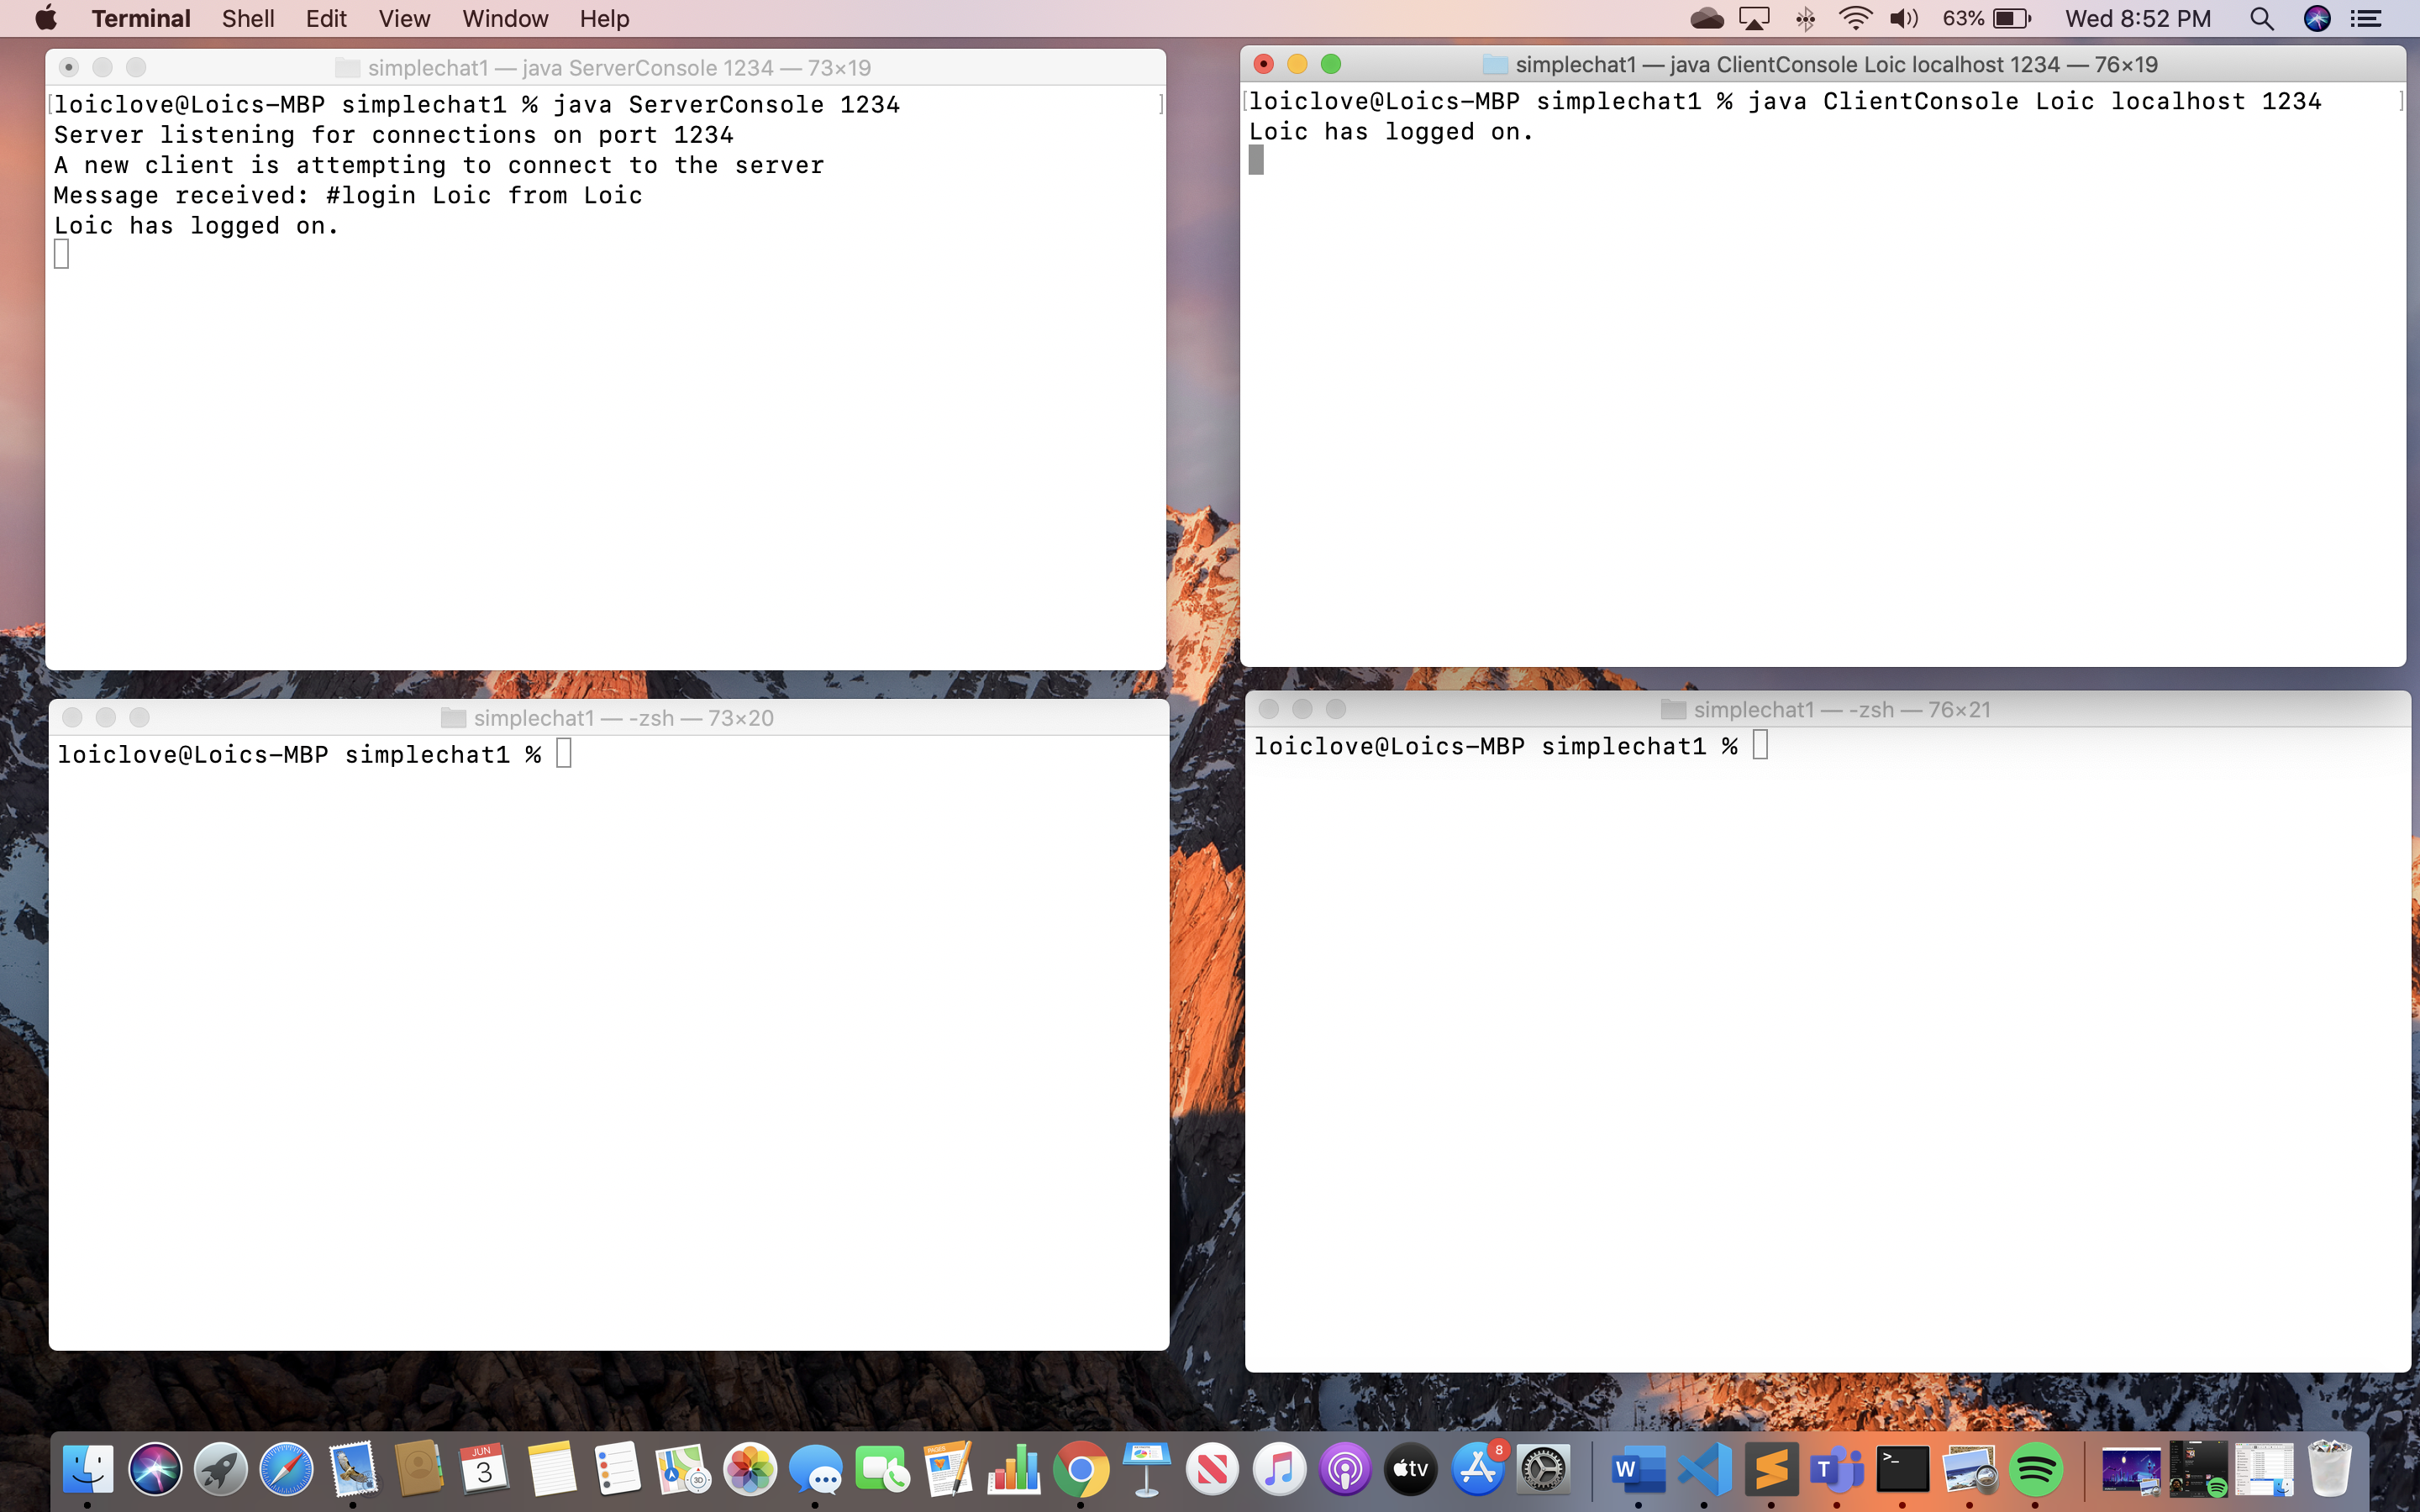 Terminal Shell Edit View Window Help 63% Wed 8:52 PM
simplechat1 — java ServerConsole 1234 — 73×19
[loiclove@Loics-MBP simplechat1 % java ServerConsole 1234 ]
Server listening for connections on port 1234
A new client is attempting to connect to the server
Message received: #login Loic from Loic
Loic has logged on.
simplechat1 — java ClientConsole Loic localhost 1234 — 76×19
[loiclove@Loics-MBP simplechat1 % java ClientConsole Loic localhost 1234 ]
Loic has logged on.
simplechat1 — -zsh — 73×20
loiclove@Loics-MBP simplechat1 %
simplechat1 — -zsh — 76×21
loiclove@Loics-MBP simplechat1 %
JUN
3
3D
PAGES
tv
8
W
T
>_